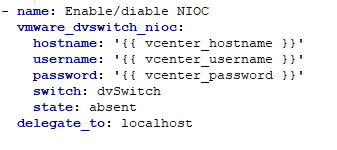 - name: Enable/diable NIOC
  vmware_dvswitch_nioc:
    hostname: '{{ vcenter_hostname }}'
    username: '{{ vcenter_username }}'
    password: '{{ vcenter_password }}'
    switch: dvSwitch
    state: absent
  delegate_to: localhost